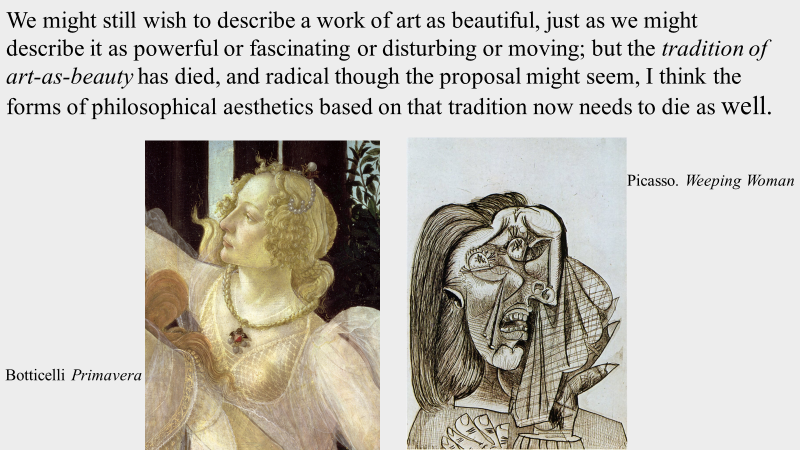 We might still wish to describe a work of art as beautiful, just as we might
describe it as powerful or fascinating or disturbing or moving; but the tradition of
art-as-beauty has died, and radical though the proposal might seem, I think the
forms of philosophical aesthetics based on that tradition now needs to die as well.
Picasso. Weeping Woman
Botticelli Primavera